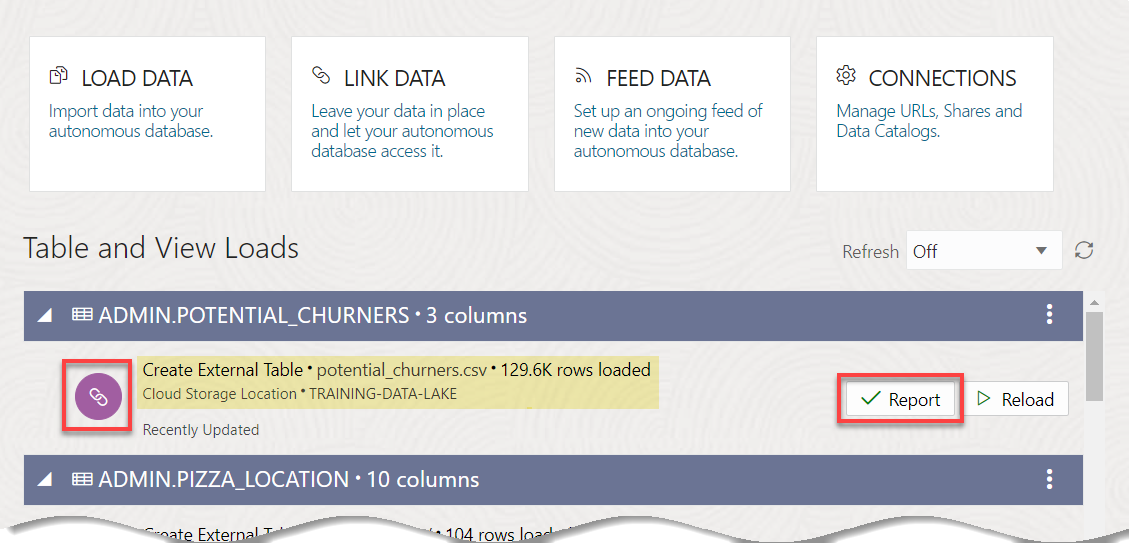 LOAD DATA
Import data into your
autonomous database.
LINK DATA
Leave your data in place
and let your autonomous
database access it.
FEED DATA
Set up an ongoing feed of
new data into your
autonomous database.
CONNECTIONS
Manage URLs, Shares and
Data Catalogs.
Table and View Loads
Refresh Off
ADMIN.POTENTIAL_CHURNERS • 3 columns
Create External Table • potential_churners.csv • 129.6K rows loaded
Cloud Storage Location • TRAINING-DATA-LAKE
Recently Updated
Report
Reload
ADMIN.PIZZA_LOCATION • 10 columns
Create External 104 rows